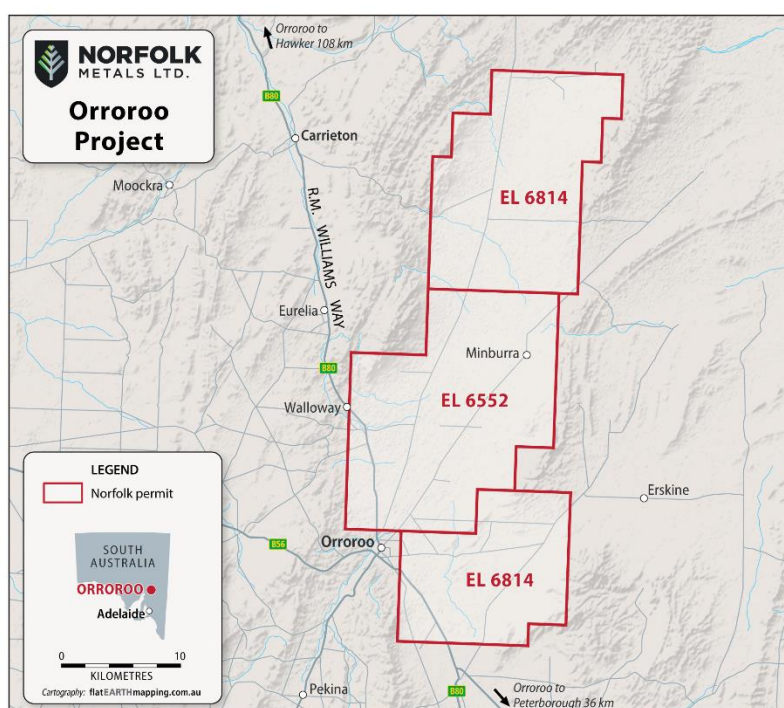 NORFOLK
METALS LTD.
Orroroo
Project
Orroroo to
Hawker 108 km
B80
Carrieton
Moockra
R.M. WILLIAMS WAY
EL 6814
Eurelia
Minburra
B80
Walloway
EL 6552
Erskine
B56
Orroroo
EL 6814
LEGEND
Norfolk permit
SOUTH
AUSTRALIA
ORROROO
Adelaide
0 10
KILOMETRES
Cartography: flatEARTHmapping.com.au
Pekina
B80
Orroroo to
Peterborough 36 km